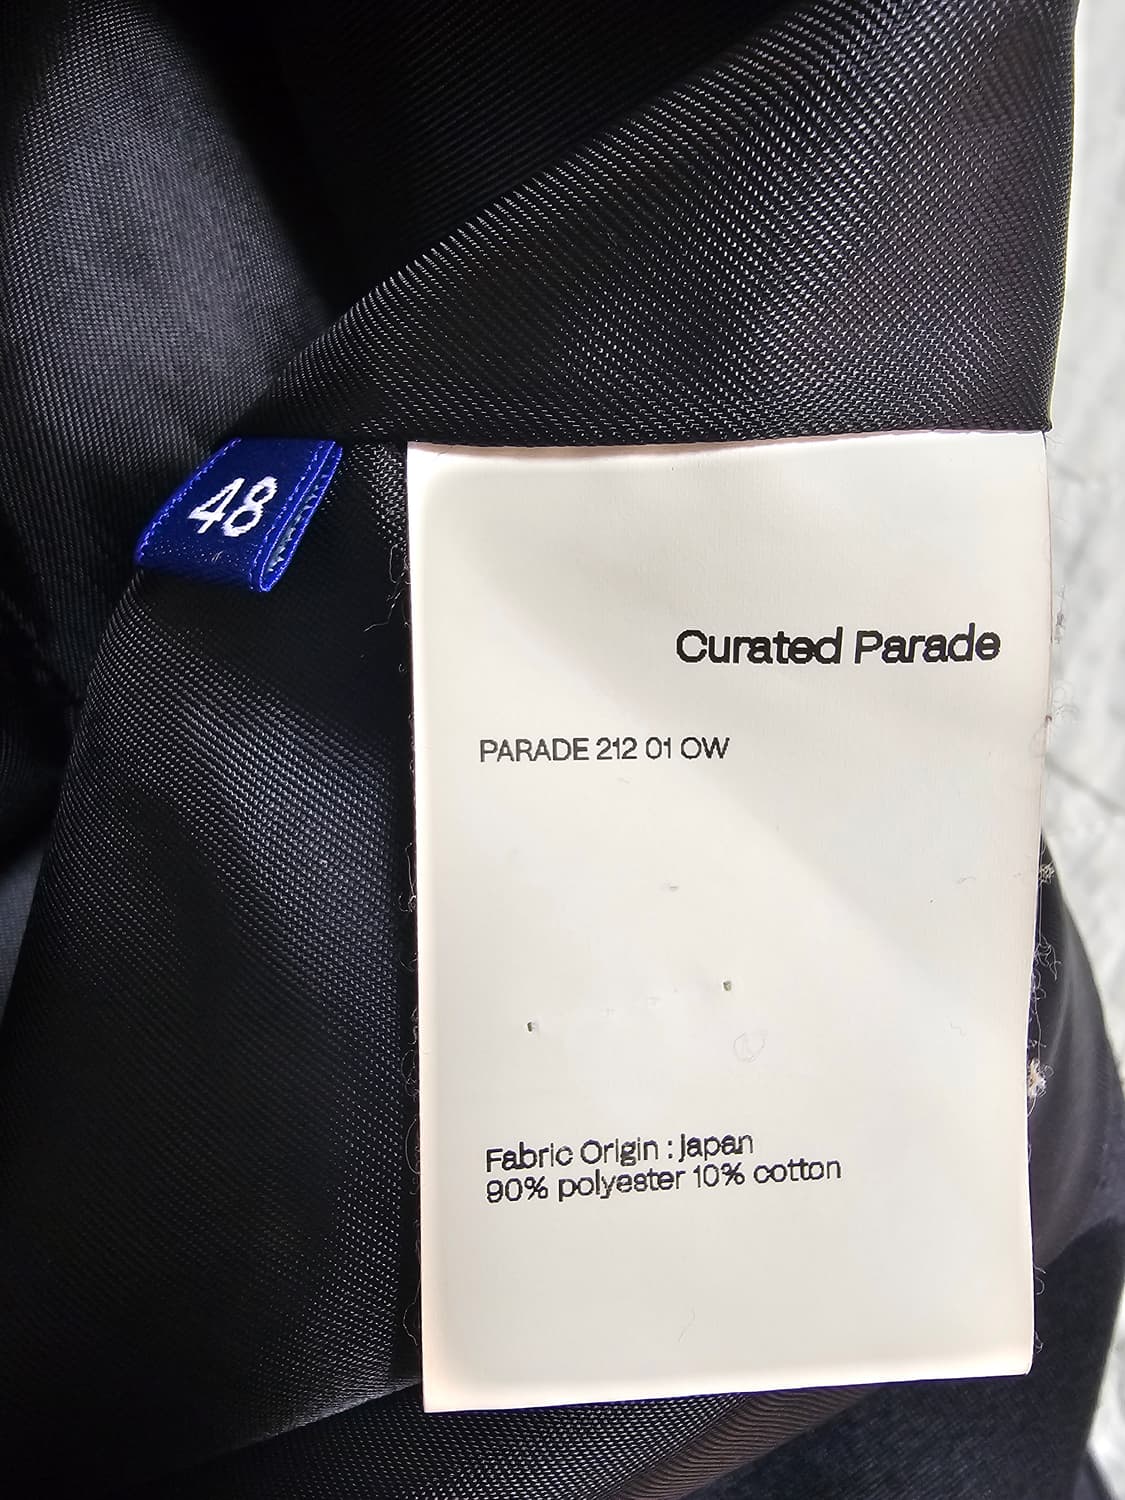 48
Curated Parade
PARADE 212 01 OW
Fabric Origin : Japan
90% polyester 10% cotton